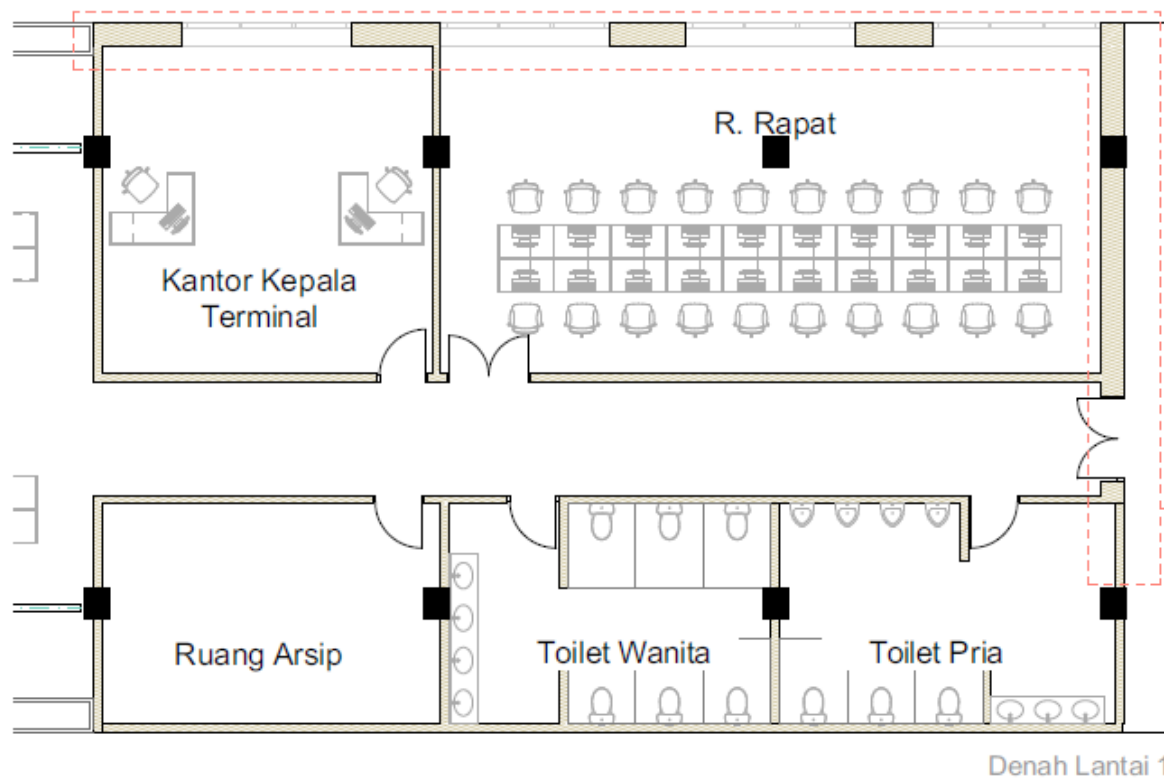 R. Rapat
Kantor Kepala
Terminal
Ruang Arsip
Toilet Wanita
Toilet Pria
Denah Lantai 1